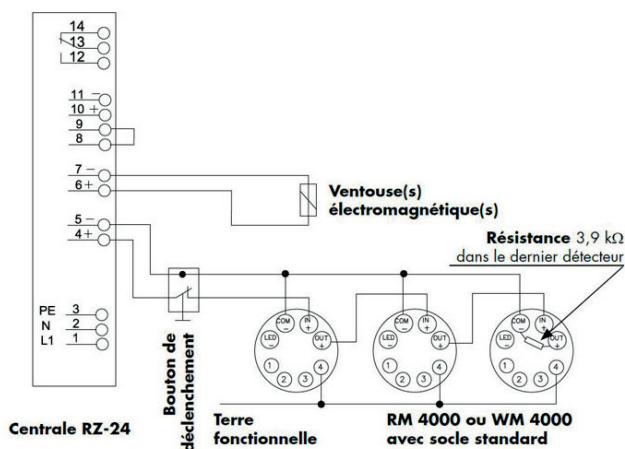 14
13
12
11 -
10 +
9
8
7 -
6 +
5 -
4 +
PE 3
N 2
L1 1
Centrale RZ-24
Ventouse(s)
électromagnétique(s)
Résistance 3,9 kΩ
dans le dernier détecteur
Bouton de
déclenchement
COM -
IN +
LED -
OUT +
1
2
3
4
COM -
IN +
LED -
OUT +
1
2
3
4
COM -
IN +
LED -
OUT +
1
2
3
4
Terre
fonctionnelle
RM 4000 ou WM 4000
avec socle standard